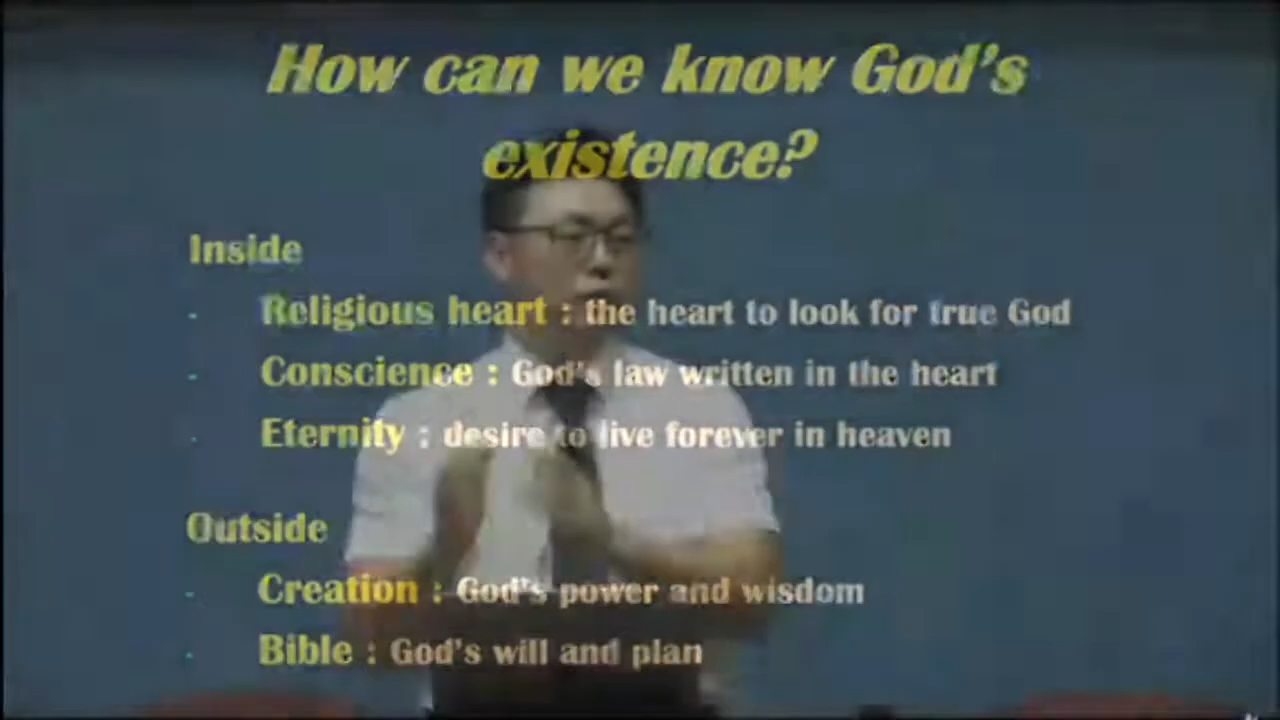 How can we know God's
existence?
Inside
- Religious heart : the heart to look for true God
- Conscience : God's law written in the heart
- Eternity : desire to live forever in heaven
Outside
- Creation : God's power and wisdom
- Bible : God's will and plan